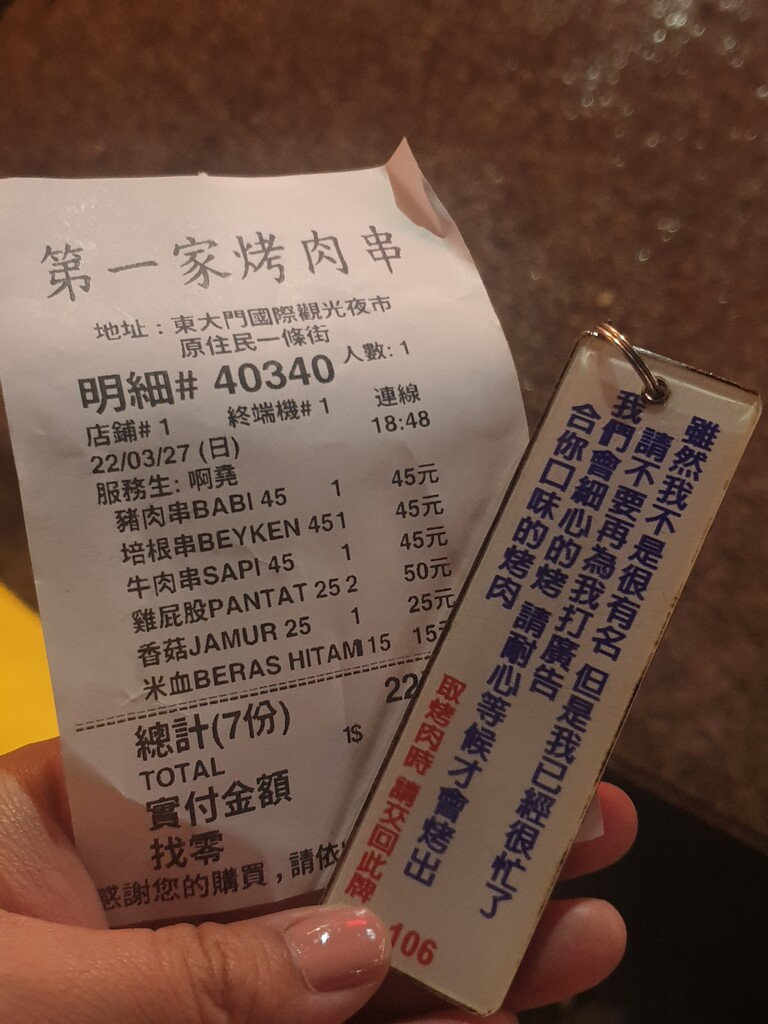 第一家烤肉串
地址：東大門國際觀光夜市
原住民一條街
明細# 40340 人數: 1
店鋪# 1 終端機# 1 連線
22/03/27 (日) 18:48
服務生: 啊堯
豬肉串BABI 45 1 45元
培根串BEYKEN 45 1 45元
牛肉串SAPI 45 1 45元
雞屁股PANTAT 25 2 50元
香菇JAMUR 25 1 25元
米血BERAS HITAM 15 15元
總計(7份) 22
TOTAL 1$
實付金額
找零
感謝您的購買，請依
雖然我不是很有名 但是我已經很忙了
請不要再為我打廣告
我們會細心的烤 請耐心等候才會烤出
合你口味的烤肉
取烤肉時 請交回此牌
106